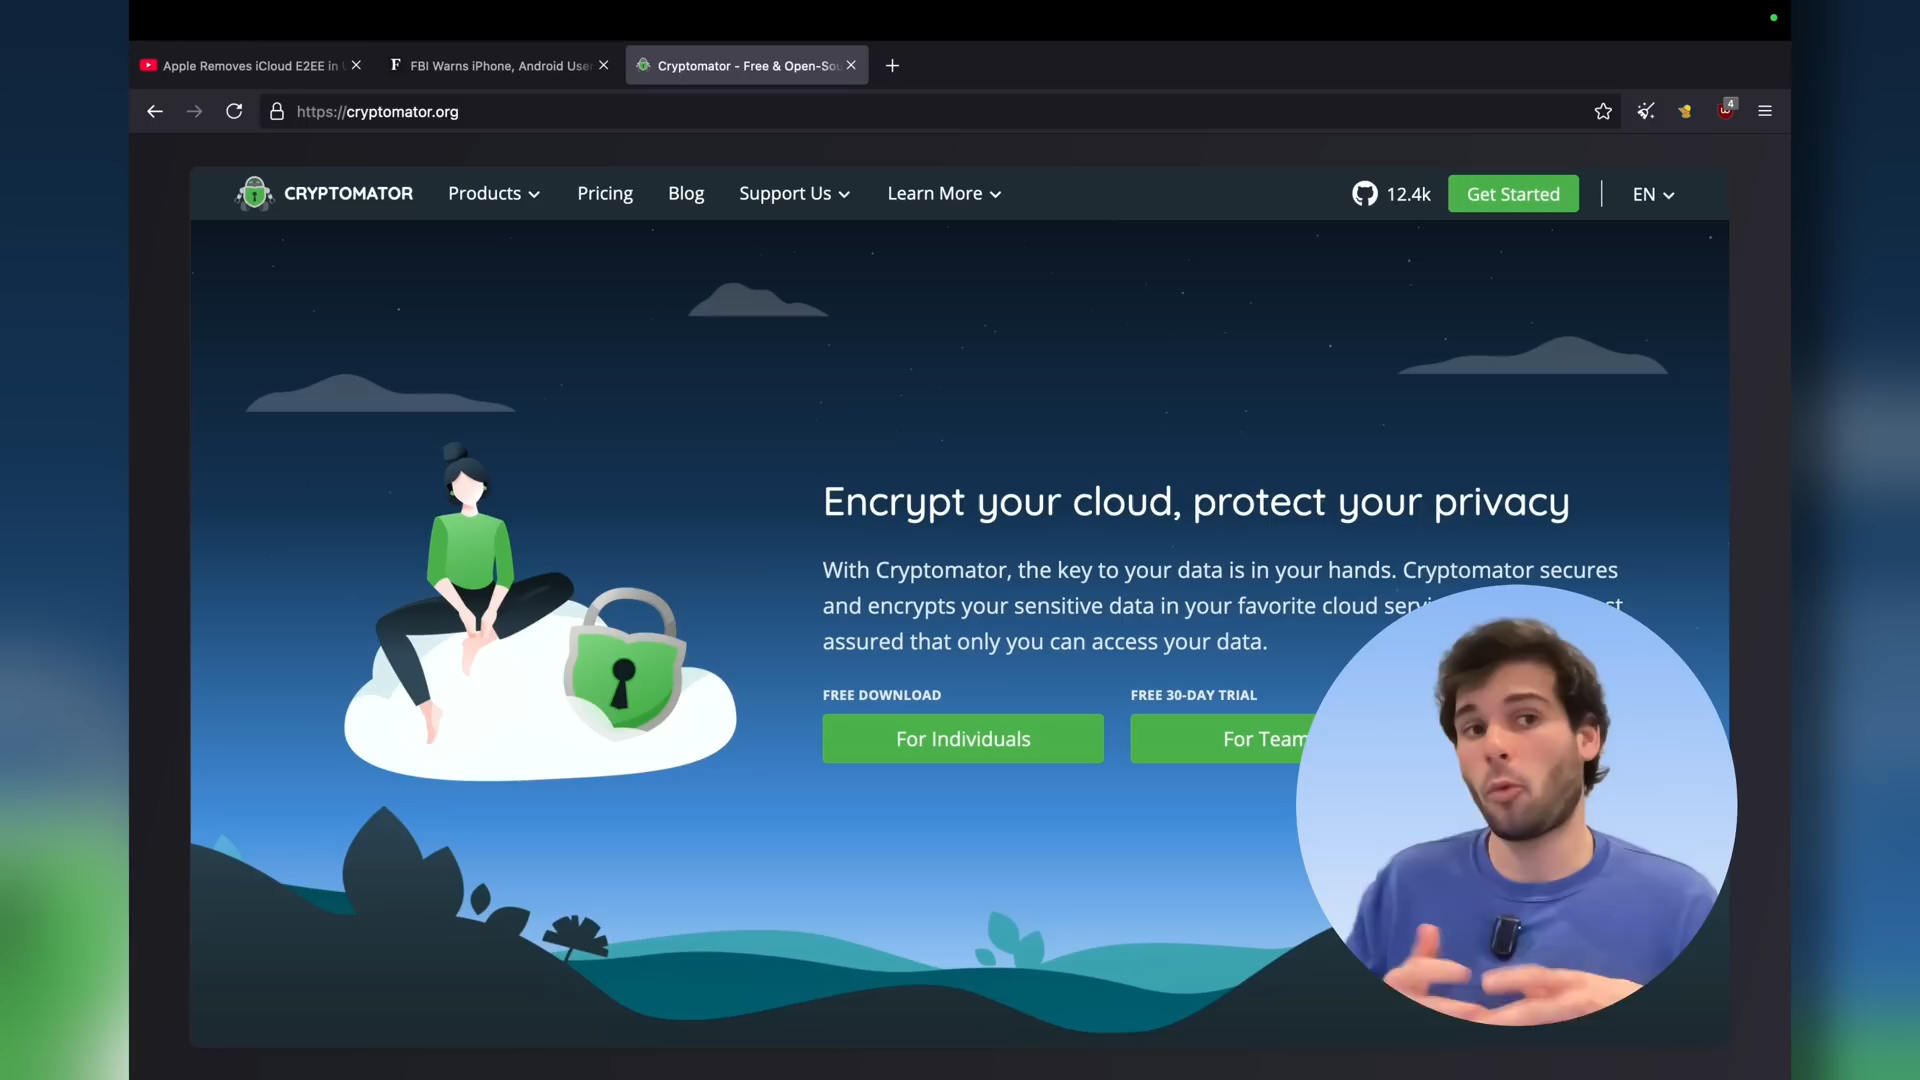 Apple Removes iCloud E2EE in
FBI Warns iPhone, Android User
Cryptomator - Free & Open-Sou
https://cryptomator.org
4
CRYPTOMATOR
Products
Pricing
Blog
Support Us
Learn More
12.4k
Get Started
EN
Encrypt your cloud, protect your privacy
With Cryptomator, the key to your data is in your hands. Cryptomator secures
and encrypts your sensitive data in your favorite cloud
assured that only you can access your data.
FREE DOWNLOAD
FREE 30-DAY TRIAL
For Individuals
For Team